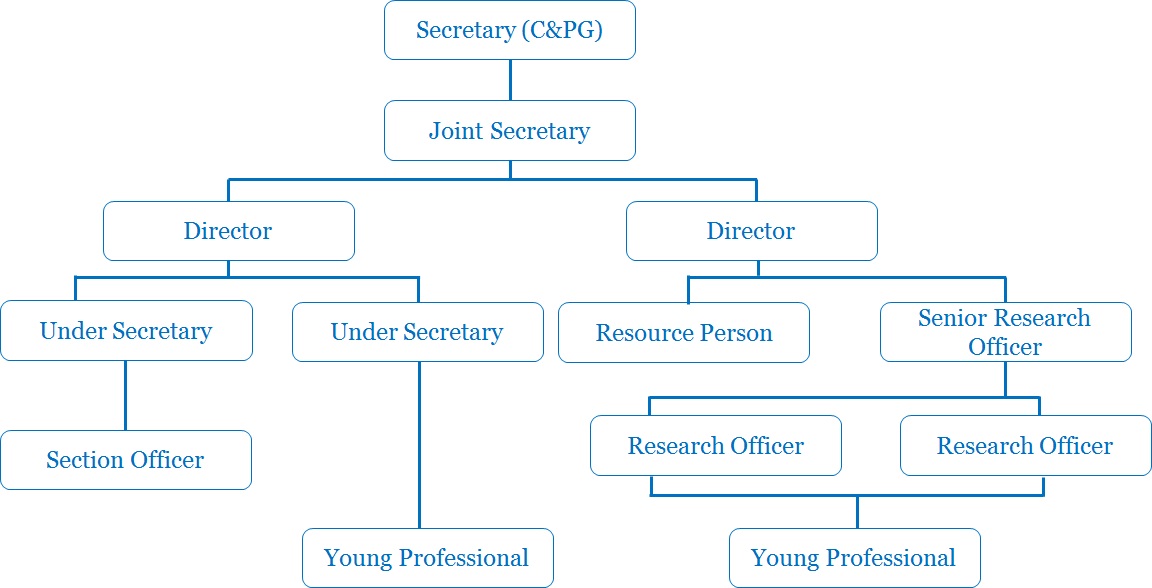 Secretary (C&PG)
Joint Secretary
Director
Director
Under Secretary
Under Secretary
Resource Person
Senior Research
Officer
Research Officer
Research Officer
Section Officer
Young Professional
Young Professional